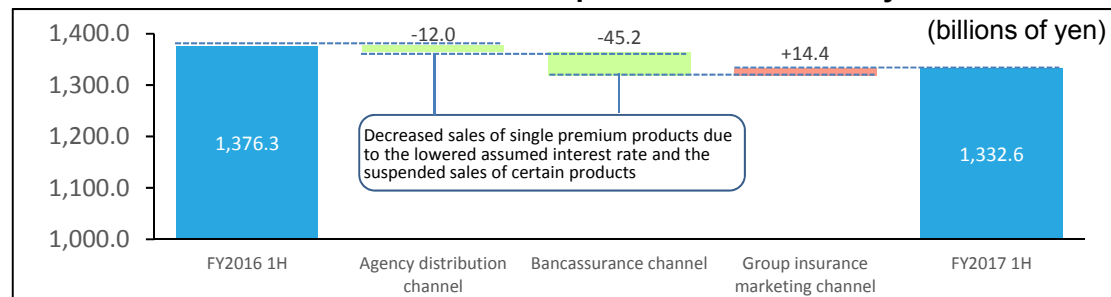 (billions of yen)
1,400.0
1,300.0
1,200.0
1,100.0
1,000.0
-12.0
-45.2
+14.4
1,376.3
Decreased sales of single premium products due
to the lowered assumed interest rate and the
suspended sales of certain products
1,332.6
FY2016 1H
Agency distribution
channel
Bancassurance channel
Group insurance
marketing channel
FY2017 1H